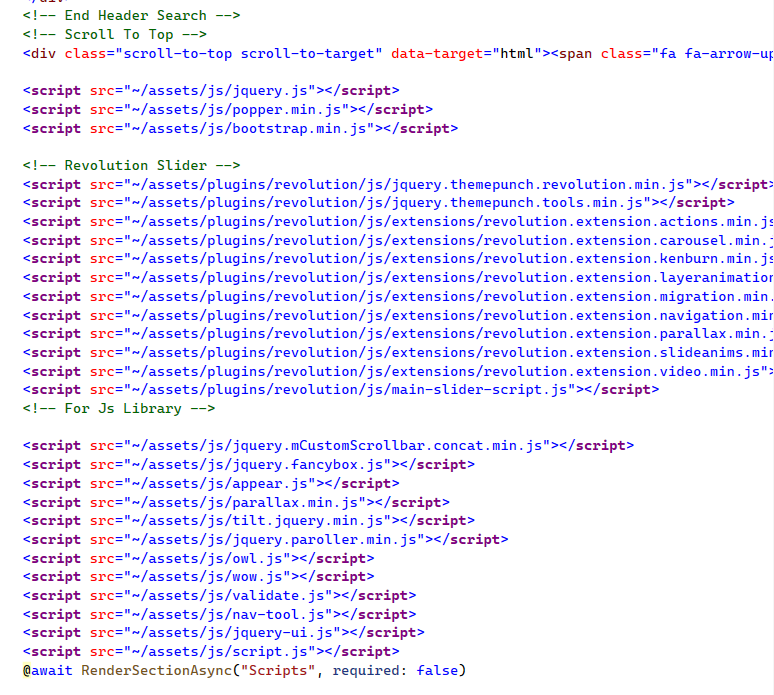 </div>
<!-- End Header Search -->
<!-- Scroll To Top -->
<div class="scroll-to-top scroll-to-target" data-target="html"><span class="fa fa-arrow-up
<script src="~/assets/js/jquery.js"></script>
<script src="~/assets/js/popper.min.js"></script>
<script src="~/assets/js/bootstrap.min.js"></script>
<!-- Revolution Slider -->
<script src="~/assets/plugins/revolution/js/jquery.themepunch.revolution.min.js"></script>
<script src="~/assets/plugins/revolution/js/jquery.themepunch.tools.min.js"></script>
<script src="~/assets/plugins/revolution/js/extensions/revolution.extension.actions.min.js
<script src="~/assets/plugins/revolution/js/extensions/revolution.extension.carousel.min.j
<script src="~/assets/plugins/revolution/js/extensions/revolution.extension.kenburn.min.js
<script src="~/assets/plugins/revolution/js/extensions/revolution.extension.layeranimation
<script src="~/assets/plugins/revolution/js/extensions/revolution.extension.migration.min.
<script src="~/assets/plugins/revolution/js/extensions/revolution.extension.navigation.min
<script src="~/assets/plugins/revolution/js/extensions/revolution.extension.parallax.min.j
<script src="~/assets/plugins/revolution/js/extensions/revolution.extension.slideanims.min
<script src="~/assets/plugins/revolution/js/extensions/revolution.extension.video.min.js">
<script src="~/assets/plugins/revolution/js/main-slider-script.js"></script>
<!-- For Js Library -->
<script src="~/assets/js/jquery.mCustomScrollbar.concat.min.js"></script>
<script src="~/assets/js/jquery.fancybox.js"></script>
<script src="~/assets/js/appear.js"></script>
<script src="~/assets/js/parallax.min.js"></script>
<script src="~/assets/js/tilt.jquery.min.js"></script>
<script src="~/assets/js/jquery.paroller.min.js"></script>
<script src="~/assets/js/owl.js"></script>
<script src="~/assets/js/wow.js"></script>
<script src="~/assets/js/validate.js"></script>
<script src="~/assets/js/nav-tool.js"></script>
<script src="~/assets/js/jquery-ui.js"></script>
<script src="~/assets/js/script.js"></script>
@await RenderSectionAsync("Scripts", required: false)